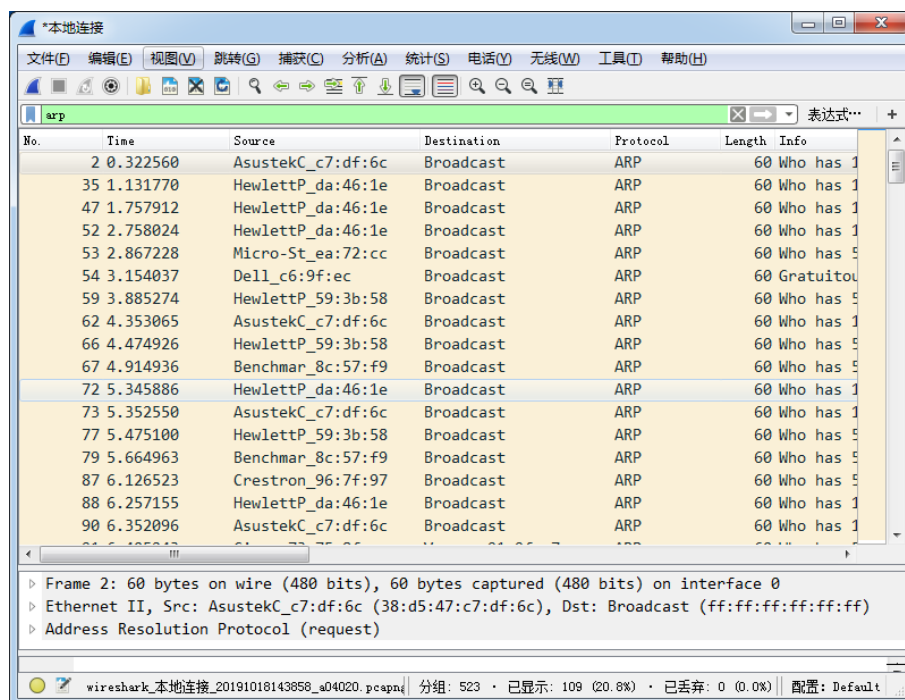 *本地连接
文件(F) 编辑(E) 视图(V) 跳转(G) 捕获(C) 分析(A) 统计(S) 电话(Y) 无线(W) 工具(T) 帮助(H)
arp 表达式… +
No. Time Source Destination Protocol Length Info
2 0.322560 AsustekC_c7:df:6c Broadcast ARP 60 Who has 1
35 1.131770 HewlettP_da:46:1e Broadcast ARP 60 Who has 1
47 1.757912 HewlettP_da:46:1e Broadcast ARP 60 Who has 1
52 2.758024 HewlettP_da:46:1e Broadcast ARP 60 Who has 1
53 2.867228 Micro-St_ea:72:cc Broadcast ARP 60 Who has 5
54 3.154037 Dell_c6:9f:ec Broadcast ARP 60 Gratuitou
59 3.885274 HewlettP_59:3b:58 Broadcast ARP 60 Who has 5
62 4.353065 AsustekC_c7:df:6c Broadcast ARP 60 Who has 1
66 4.474926 HewlettP_59:3b:58 Broadcast ARP 60 Who has 5
67 4.914936 Benchmar_8c:57:f9 Broadcast ARP 60 Who has 5
72 5.345886 HewlettP_da:46:1e Broadcast ARP 60 Who has 1
73 5.352550 AsustekC_c7:df:6c Broadcast ARP 60 Who has 1
77 5.475100 HewlettP_59:3b:58 Broadcast ARP 60 Who has 5
79 5.664963 Benchmar_8c:57:f9 Broadcast ARP 60 Who has 5
87 6.126523 Crestron_96:7f:97 Broadcast ARP 60 Who has 5
88 6.257155 HewlettP_da:46:1e Broadcast ARP 60 Who has 1
90 6.352096 AsustekC_c7:df:6c Broadcast ARP 60 Who has 1
Frame 2: 60 bytes on wire (480 bits), 60 bytes captured (480 bits) on interface 0
Ethernet II, Src: AsustekC_c7:df:6c (38:d5:47:c7:df:6c), Dst: Broadcast (ff:ff:ff:ff:ff:ff)
Address Resolution Protocol (request)
wireshark_本地连接_20191018143858_a04020.pcapng 分组: 523 · 已显示: 109 (20.8%) · 已丢弃: 0 (0.0%) 配置: Default